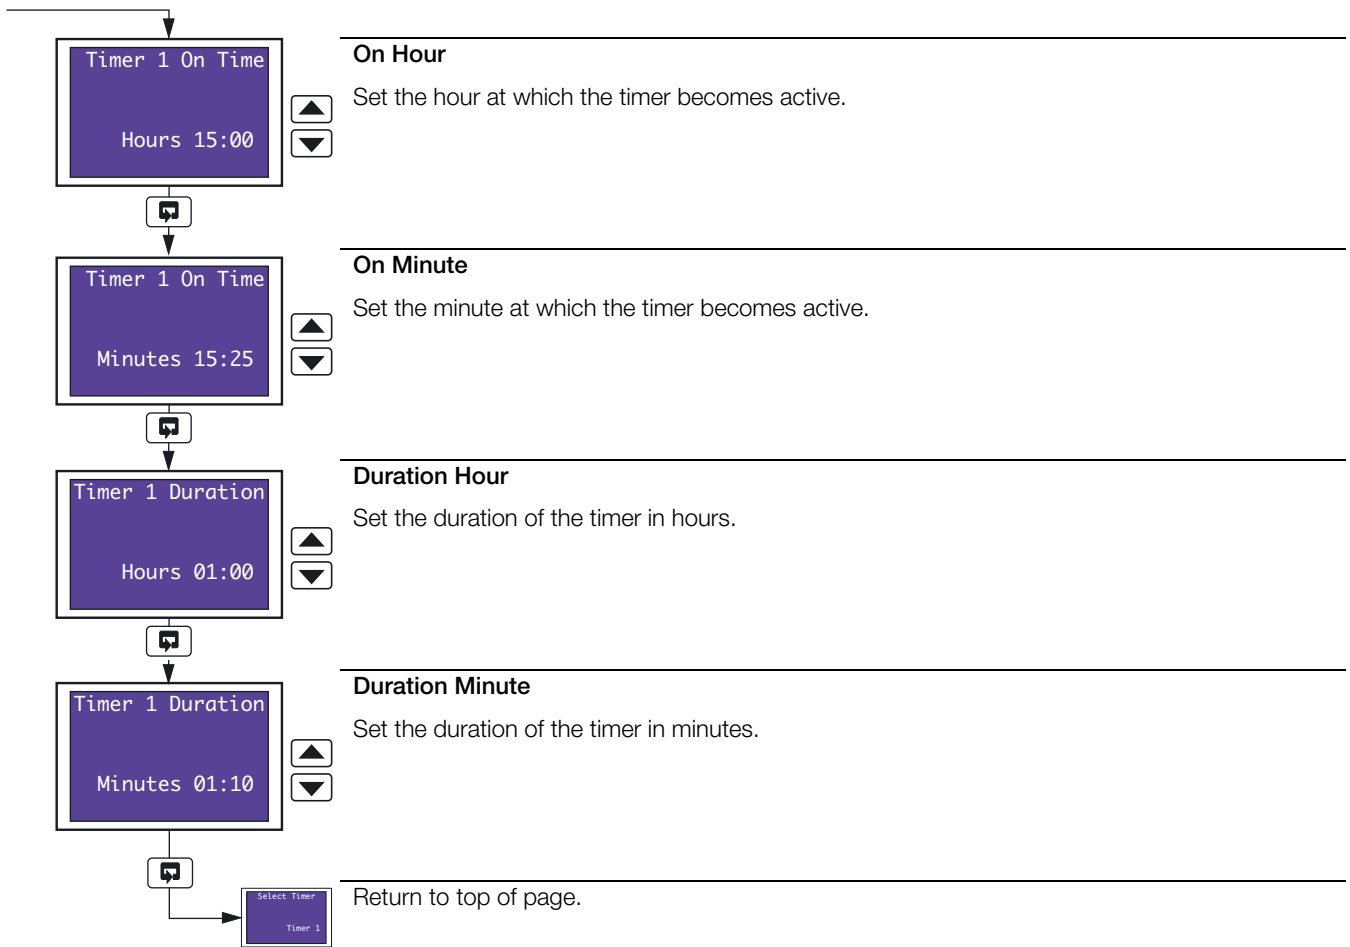 Timer 1 On Time
Hours 15:00
On Hour
Set the hour at which the timer becomes active.
Timer 1 On Time
Minutes 15:25
On Minute
Set the minute at which the timer becomes active.
Timer 1 Duration
Hours 01:00
Duration Hour
Set the duration of the timer in hours.
Timer 1 Duration
Minutes 01:10
Duration Minute
Set the duration of the timer in minutes.
Select Timer
Timer 1
Return to top of page.